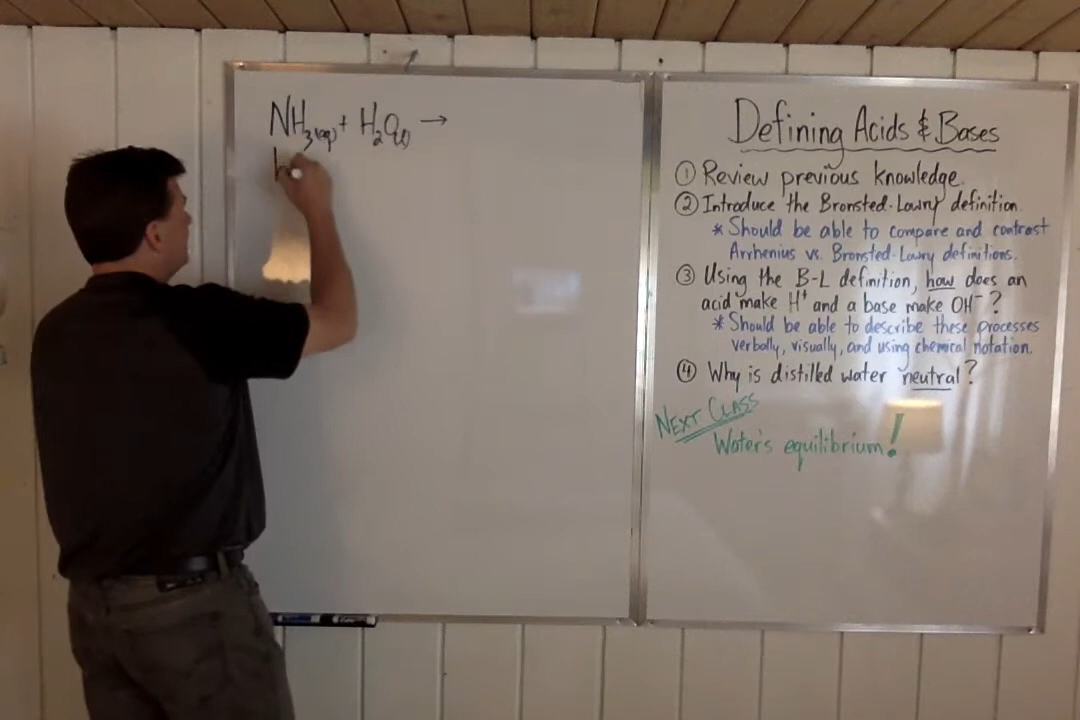 NH₃(aq) + H₂O(l) →
b
Defining Acids & Bases
① Review previous knowledge.
② Introduce the Bronsted-Lowry definition.
* Should be able to compare and contrast
Arrhenius vs. Bronsted-Lowry definitions.
③ Using the B-L definition, how does an
acid make H⁺ and a base make OH⁻?
* Should be able to describe these processes
verbally, visually, and using chemical notation.
④ Why is distilled water neutral?
NEXT CLASS
Water's equilibrium!